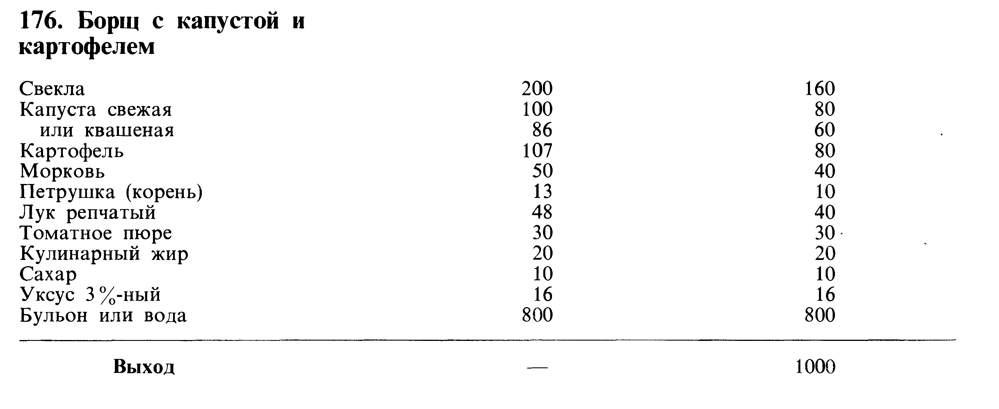 176. Борщ с капустой и
картофелем
Свекла 200 160
Капуста свежая 100 80
или квашеная 86 60
Картофель 107 80
Морковь 50 40
Петрушка (корень) 13 10
Лук репчатый 48 40
Томатное пюре 30 30
Кулинарный жир 20 20
Сахар 10 10
Уксус 3%-ный 16 16
Бульон или вода 800 800
Выход — 1000